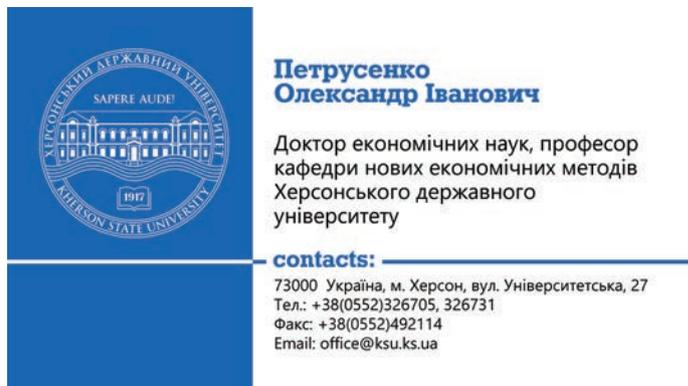 ХЕРСОНСЬКИЙ ДЕРЖАВНИЙ УНІВЕРСИТЕТ
SAPERE AUDE!
1917
KHERSON STATE UNIVERSITY
Петрусенко
Олександр Іванович
Доктор економічних наук, професор
кафедри нових економічних методів
Херсонського державного
університету
contacts:
73000 Україна, м. Херсон, вул. Університетська, 27
Тел.: +38(0552)326705, 326731
Факс: +38(0552)492114
Email: office@ksu.ks.ua